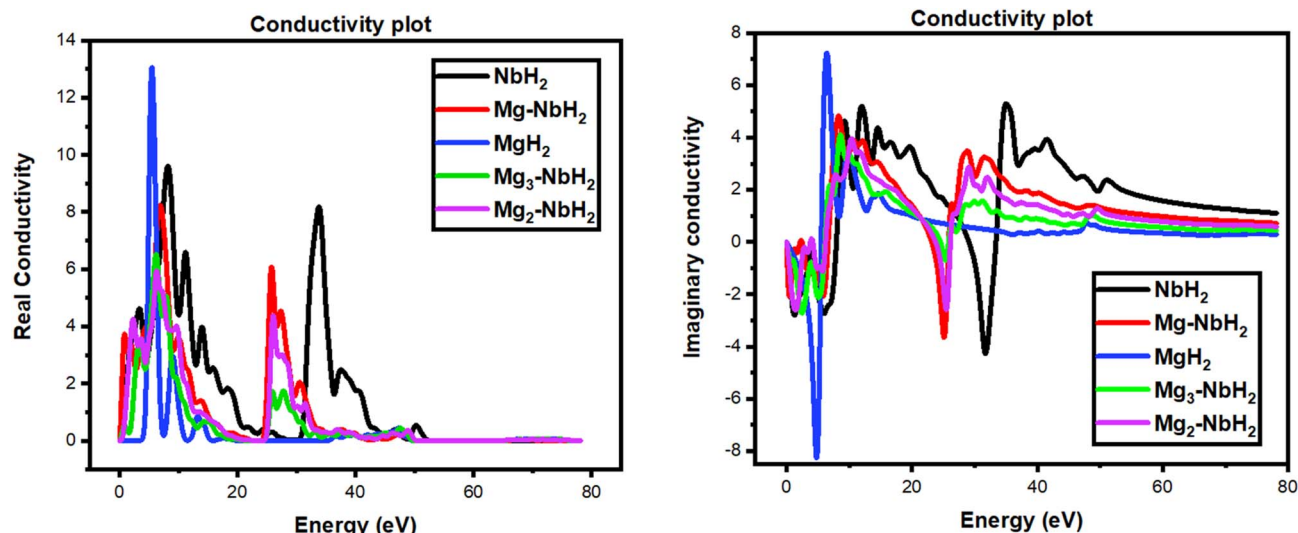 Conductivity plot
14
12
10
8
6
4
2
0
0 20 40 60 80
Real Conductivity
Energy (eV)
NbH₂
Mg-NbH₂
MgH₂
Mg₃-NbH₂
Mg₂-NbH₂
Conductivity plot
8
6
4
2
0
-2
-4
-6
-8
0 20 40 60 80
Imaginary conductivity
Energy (eV)
NbH₂
Mg-NbH₂
MgH₂
Mg₃-NbH₂
Mg₂-NbH₂